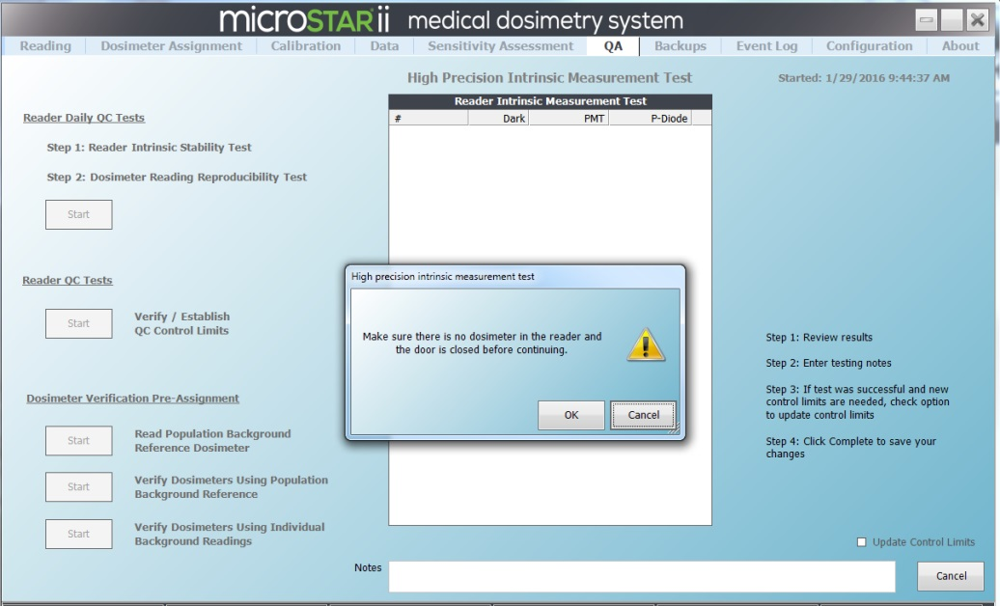 microSTARii medical dosimetry system
Reading Dosimeter Assignment Calibration Data Sensitivity Assessment QA Backups Event Log Configuration About
High Precision Intrinsic Measurement Test
Started: 1/29/2016 9:44:37 AM
Reader Daily QC Tests
Step 1: Reader Intrinsic Stability Test
Step 2: Dosimeter Reading Reproducibility Test
Start
Reader QC Tests
Start
Verify / Establish
QC Control Limits
Dosimeter Verification Pre-Assignment
Start
Read Population Background
Reference Dosimeter
Start
Verify Dosimeters Using Population
Background Reference
Start
Verify Dosimeters Using Individual
Background Readings
Reader Intrinsic Measurement Test
# Dark PMT P-Diode
High precision intrinsic measurement test
Make sure there is no dosimeter in the reader and
the door is closed before continuing.
OK Cancel
Step 1: Review results
Step 2: Enter testing notes
Step 3: If test was successful and new
control limits are needed, check option
to update control limits
Step 4: Click Complete to save your
changes
Update Control Limits
Notes
Cancel